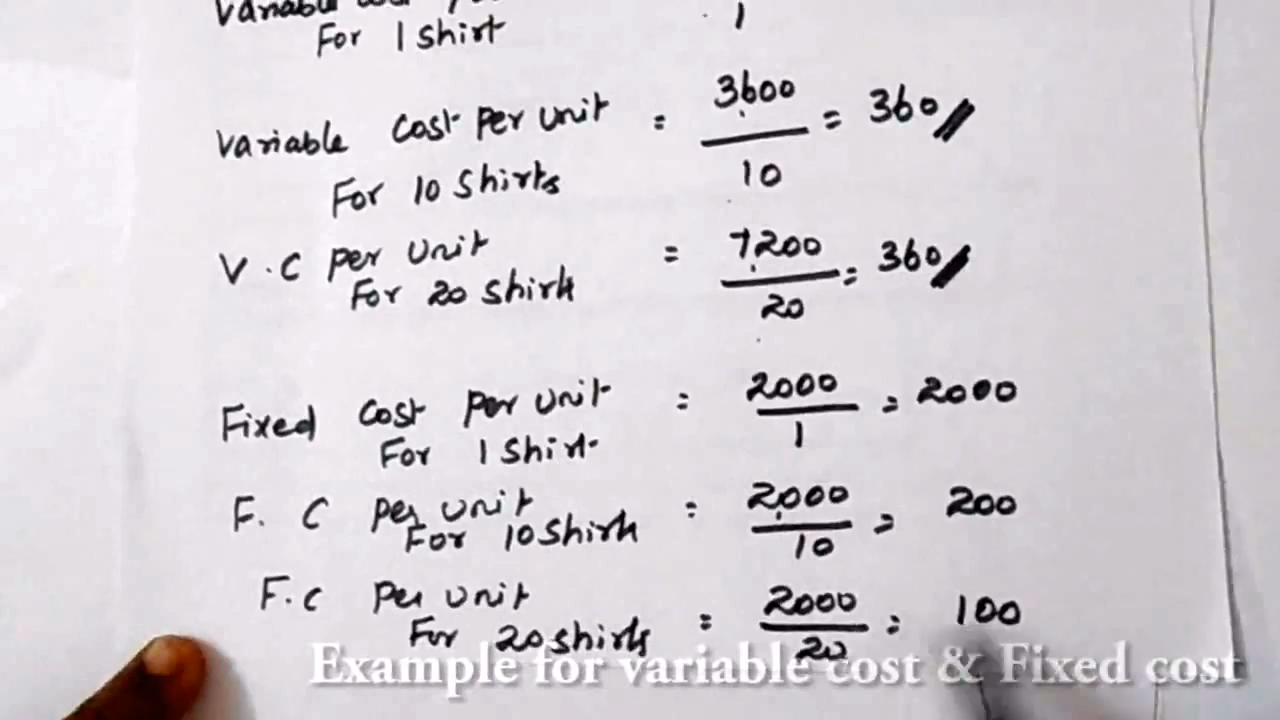 Variable
For 1 Shirt 1
Variable Cost Per Unit = 3600 = 360//
For 10 Shirts 10
V.C per Unit = 7200 = 360//
For 20 Shirts 20
Fixed Cost Per Unit = 2000 = 2000
For 1 Shirt 1
F. C per Unit = 2000 = 200
For 10 Shirts 10
F.C Per Unit = 2000 = 100
For 20 Shirts 20
Example for variable cost & Fixed cost